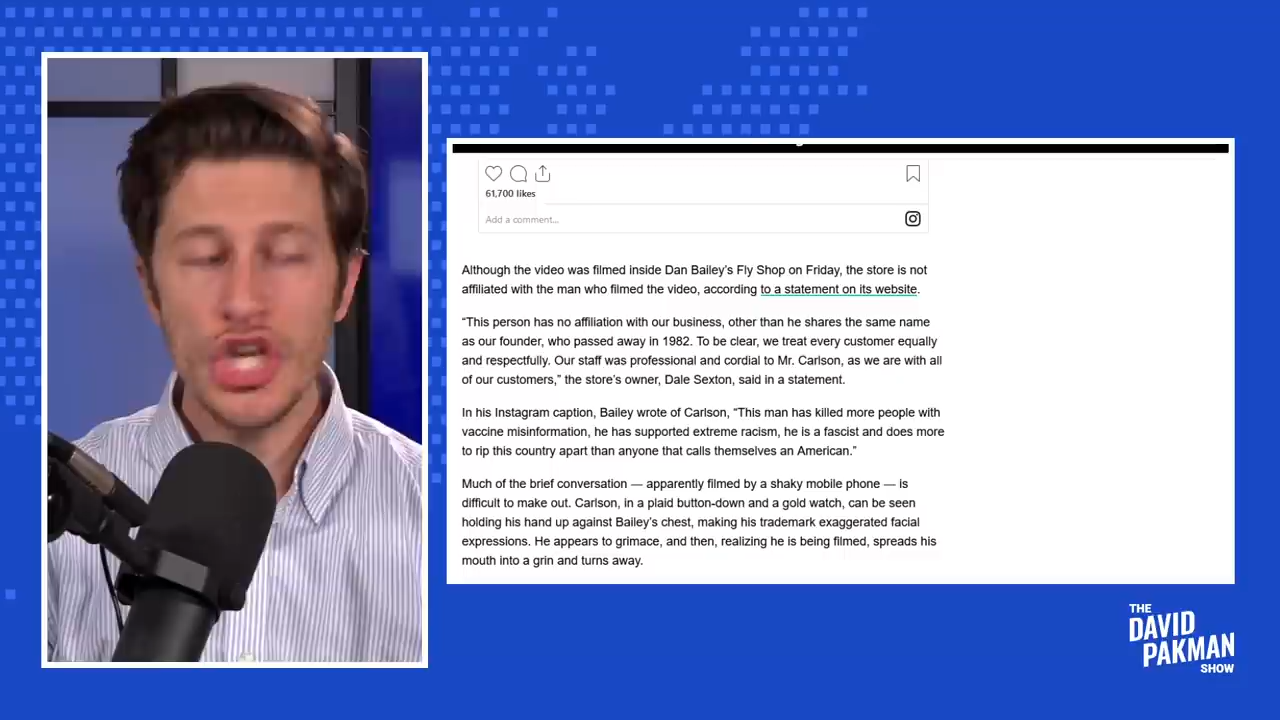 61,700 likes
Add a comment...
Although the video was filmed inside Dan Bailey’s Fly Shop on Friday, the store is not
affiliated with the man who filmed the video, according to a statement on its website.
“This person has no affiliation with our business, other than he shares the same name
as our founder, who passed away in 1982. To be clear, we treat every customer equally
and respectfully. Our staff was professional and cordial to Mr. Carlson, as we are with all
of our customers,” the store’s owner, Dale Sexton, said in a statement.
In his Instagram caption, Bailey wrote of Carlson, “This man has killed more people with
vaccine misinformation, he has supported extreme racism, he is a fascist and does more
to rip this country apart than anyone that calls themselves an American.”
Much of the brief conversation — apparently filmed by a shaky mobile phone — is
difficult to make out. Carlson, in a plaid button-down and a gold watch, can be seen
holding his hand up against Bailey’s chest, making his trademark exaggerated facial
expressions. He appears to grimace, and then, realizing he is being filmed, spreads his
mouth into a grin and turns away.
THE
DAVID
PAKMAN
SHOW